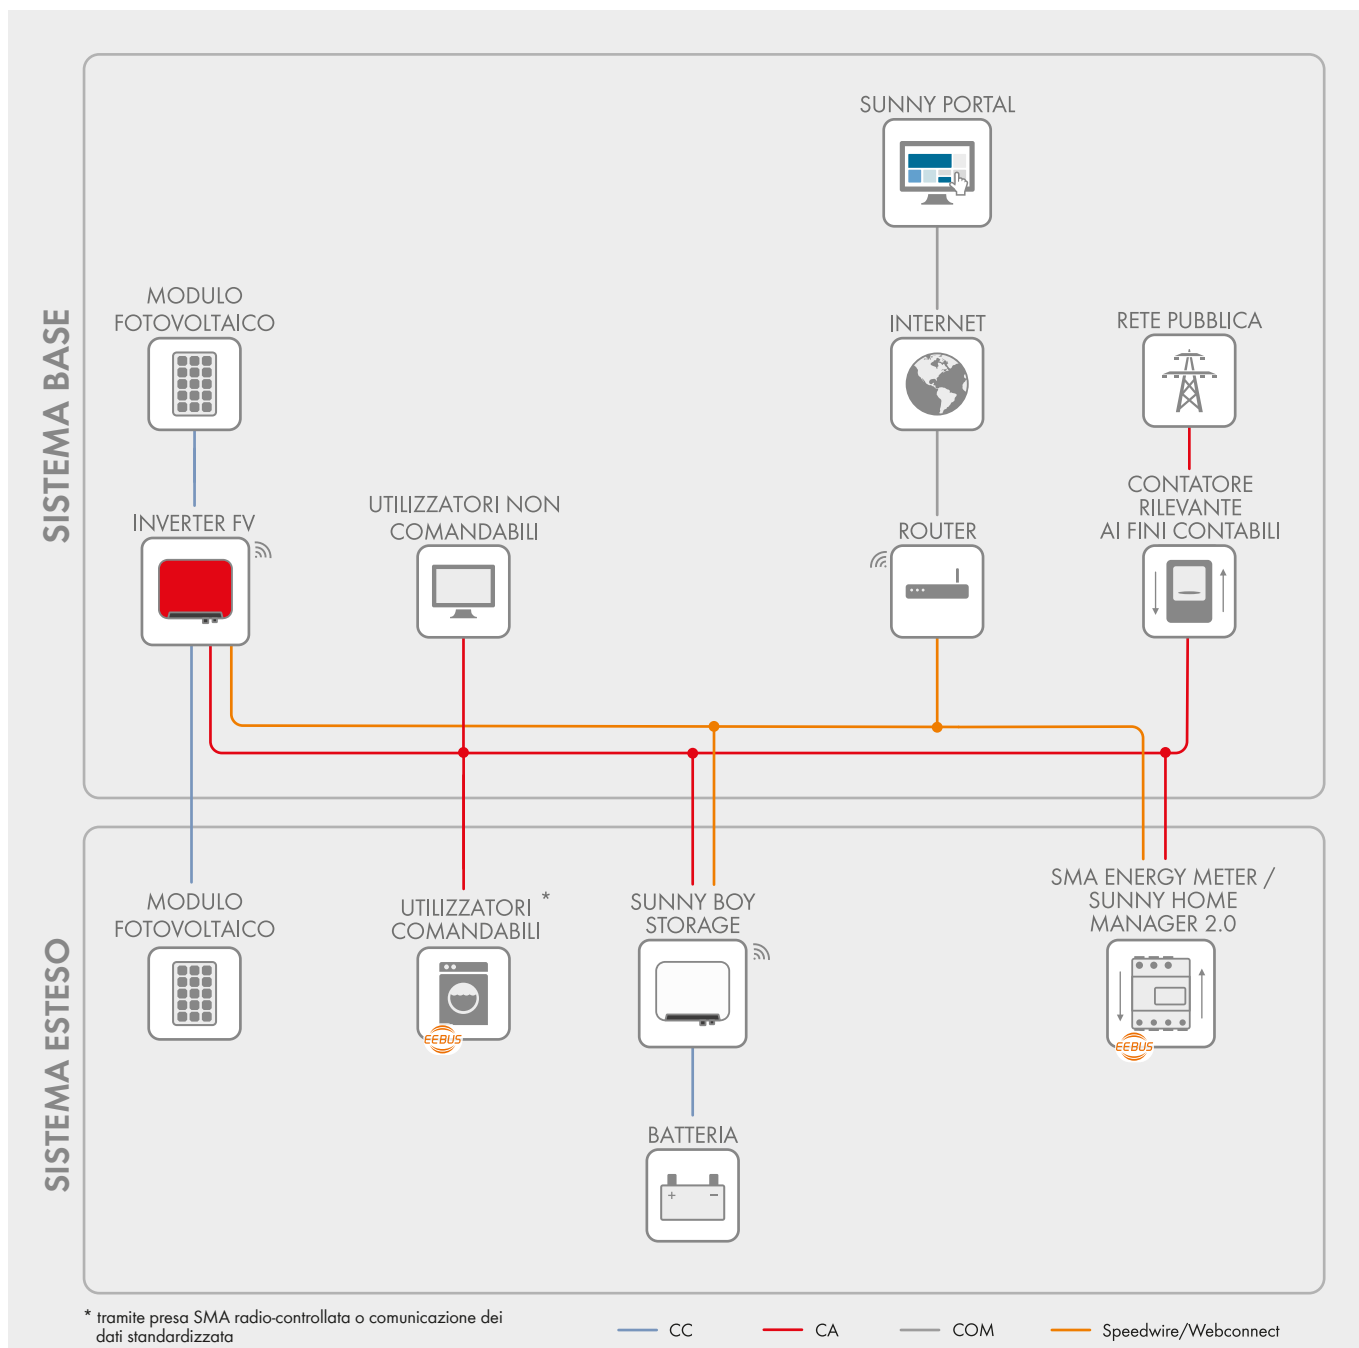 SISTEMA BASE
SUNNY PORTAL
MODULO
FOTOVOLTAICO
INTERNET
RETE PUBBLICA
INVERTER FV
UTILIZZATORI NON
COMANDABILI
ROUTER
CONTATORE
RILEVANTE
AI FINI CONTABILI
SISTEMA ESTESO
MODULO
FOTOVOLTAICO
UTILIZZATORI *
COMANDABILI
EEBUS
SUNNY BOY
STORAGE
SMA ENERGY METER /
SUNNY HOME
MANAGER 2.0
EEBUS
BATTERIA
+ −
* tramite presa SMA radio-controllata o comunicazione dei
dati standardizzata
CC
CA
COM
Speedwire/Webconnect